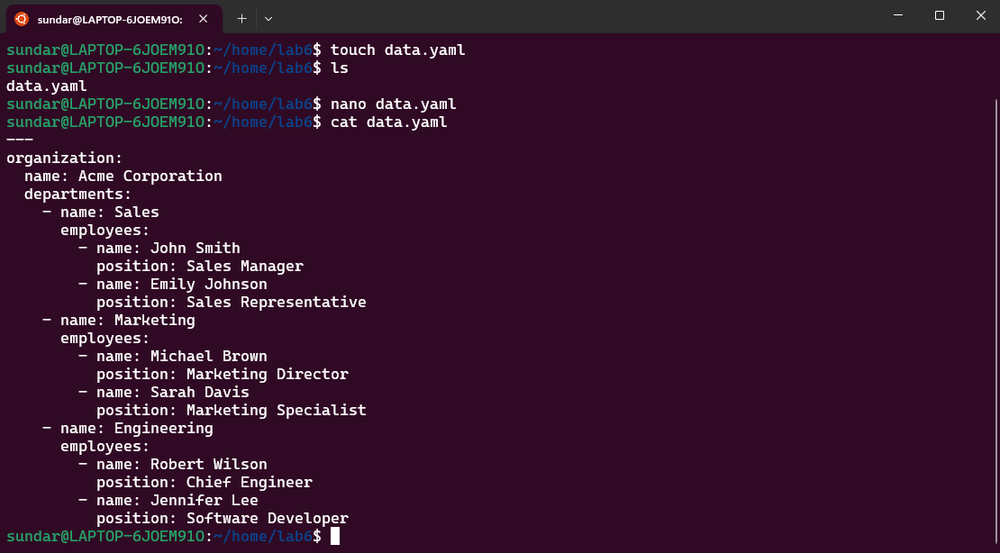 sundar@LAPTOP-6JOEM91O:
sundar@LAPTOP-6JOEM91O:~/home/lab6$ touch data.yaml
sundar@LAPTOP-6JOEM91O:~/home/lab6$ ls
data.yaml
sundar@LAPTOP-6JOEM91O:~/home/lab6$ nano data.yaml
sundar@LAPTOP-6JOEM91O:~/home/lab6$ cat data.yaml
---
organization:
  name: Acme Corporation
  departments:
    - name: Sales
      employees:
        - name: John Smith
          position: Sales Manager
        - name: Emily Johnson
          position: Sales Representative
    - name: Marketing
      employees:
        - name: Michael Brown
          position: Marketing Director
        - name: Sarah Davis
          position: Marketing Specialist
    - name: Engineering
      employees:
        - name: Robert Wilson
          position: Chief Engineer
        - name: Jennifer Lee
          position: Software Developer
sundar@LAPTOP-6JOEM91O:~/home/lab6$